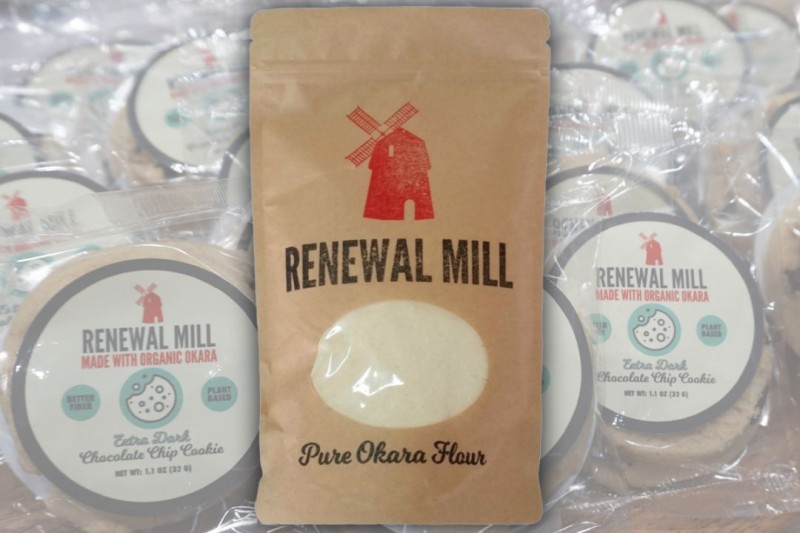 RENEWAL MILL
Pure Okara Flour
RENEWAL MILL
MADE WITH ORGANIC OKARA
BETTER
FIBER
PLANT
BASED
Extra Dark
Chocolate Chip Cookie
NET WT: 1.1 OZ (32 G)
RENEWAL MILL
MADE WITH ORGANIC OKARA
PLANT
BASED
Extra Dark
Chocolate Chip Cookie
NET WT: 1.1 OZ (32 G)
RENEWAL MILL